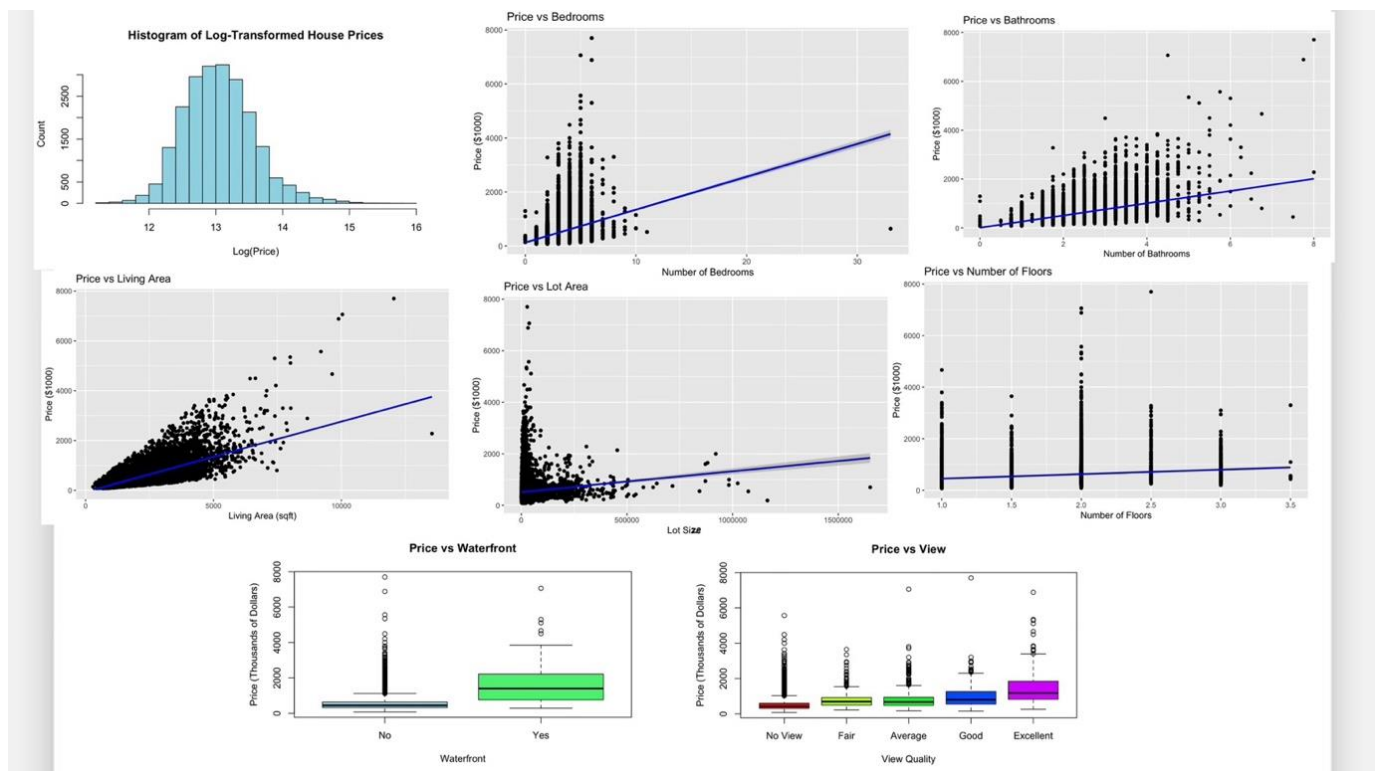 Histogram of Log-Transformed House Prices
Count
2500
1500
500
0
12 13 14 15 16
Log(Price)
Price vs Bedrooms
Price ($1000)
8000
6000
4000
2000
0
0 10 20 30
Number of Bedrooms
Price vs Bathrooms
Price ($1000)
8000
6000
4000
2000
0
0 2 4 6 8
Number of Bathrooms
Price vs Living Area
Price ($1000)
8000
6000
4000
2000
0
0 5000 10000
Living Area (sqft)
Price vs Lot Area
Price ($1000)
8000
6000
4000
2000
0
0 500000 1000000 1500000
Lot Size
Price vs Number of Floors
Price ($1000)
8000
6000
4000
2000
0
1.0 1.5 2.0 2.5 3.0 3.5
Number of Floors
Price vs Waterfront
Price (Thousands of Dollars)
8000
6000
4000
2000
0
No Yes
Waterfront
Price vs View
Price (Thousands of Dollars)
8000
6000
4000
2000
0
No View Fair Average Good Excellent
View Quality